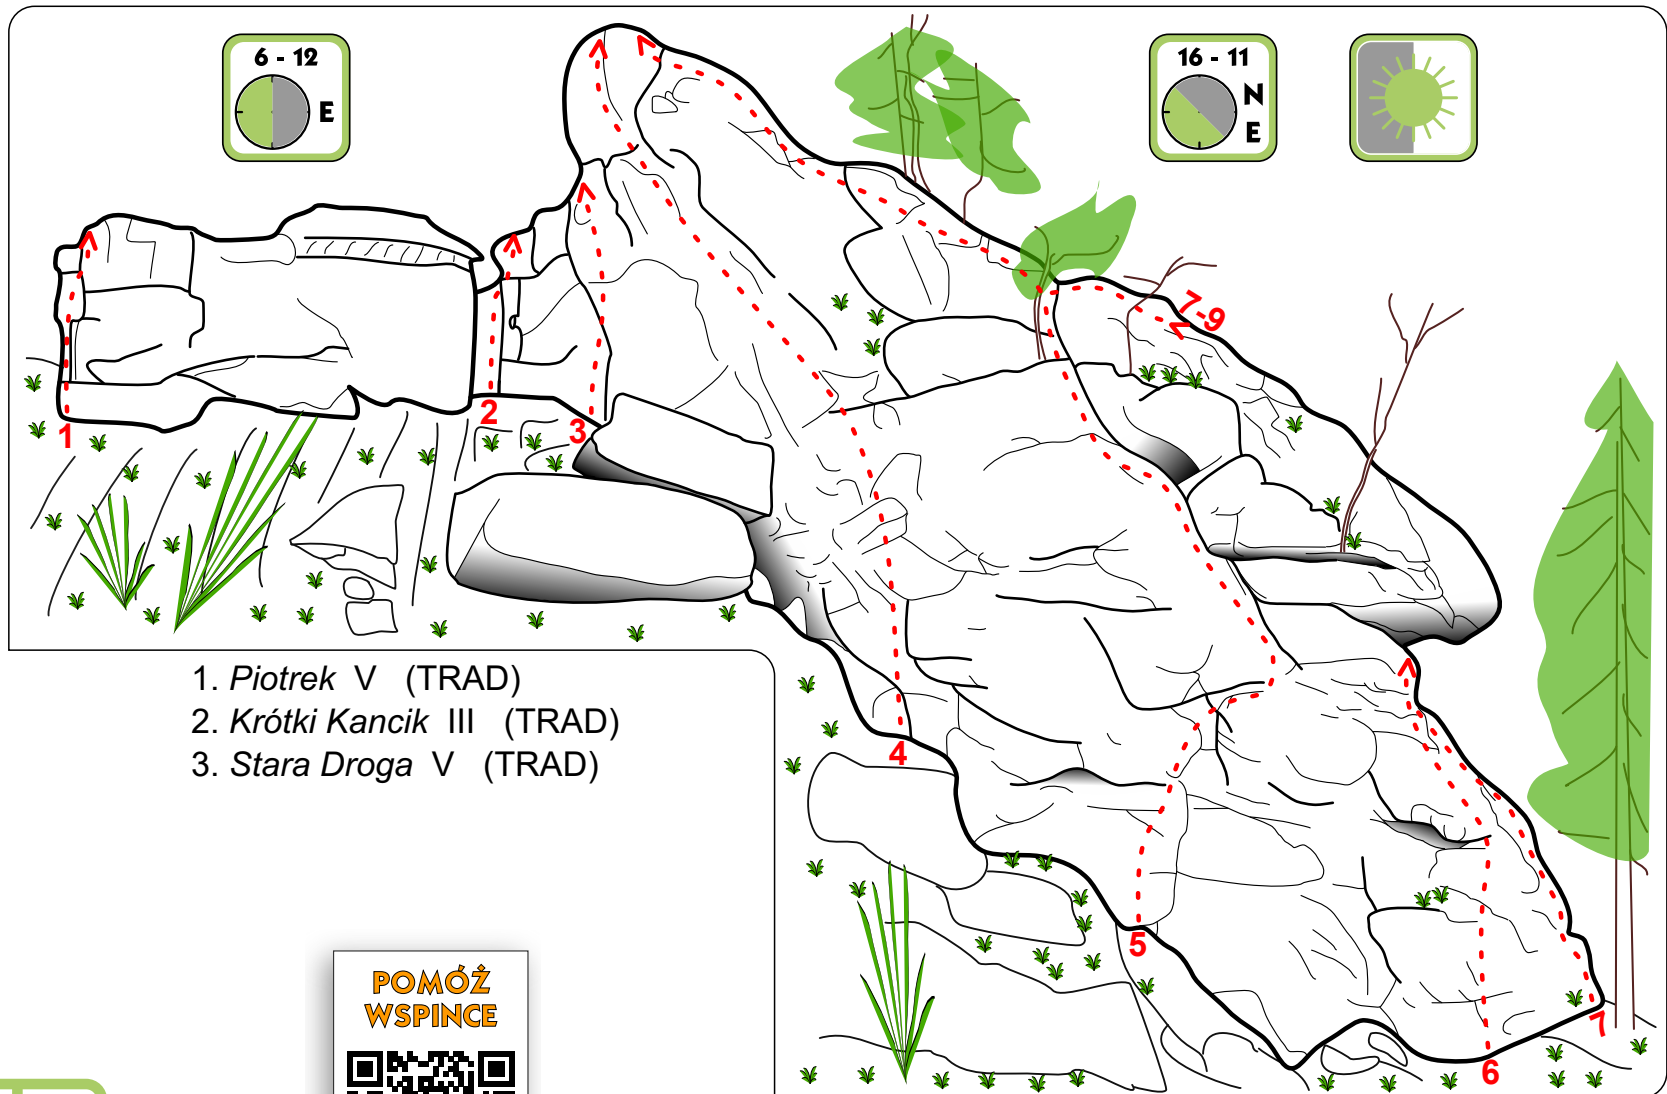 6 - 12
E
16 - 11
N
E
7-9
1
2
3
4
5
6
7
1. Piotrek V (TRAD)
2. Krótki Kancik III (TRAD)
3. Stara Droga V (TRAD)
POMÓŻ
WSPINCE